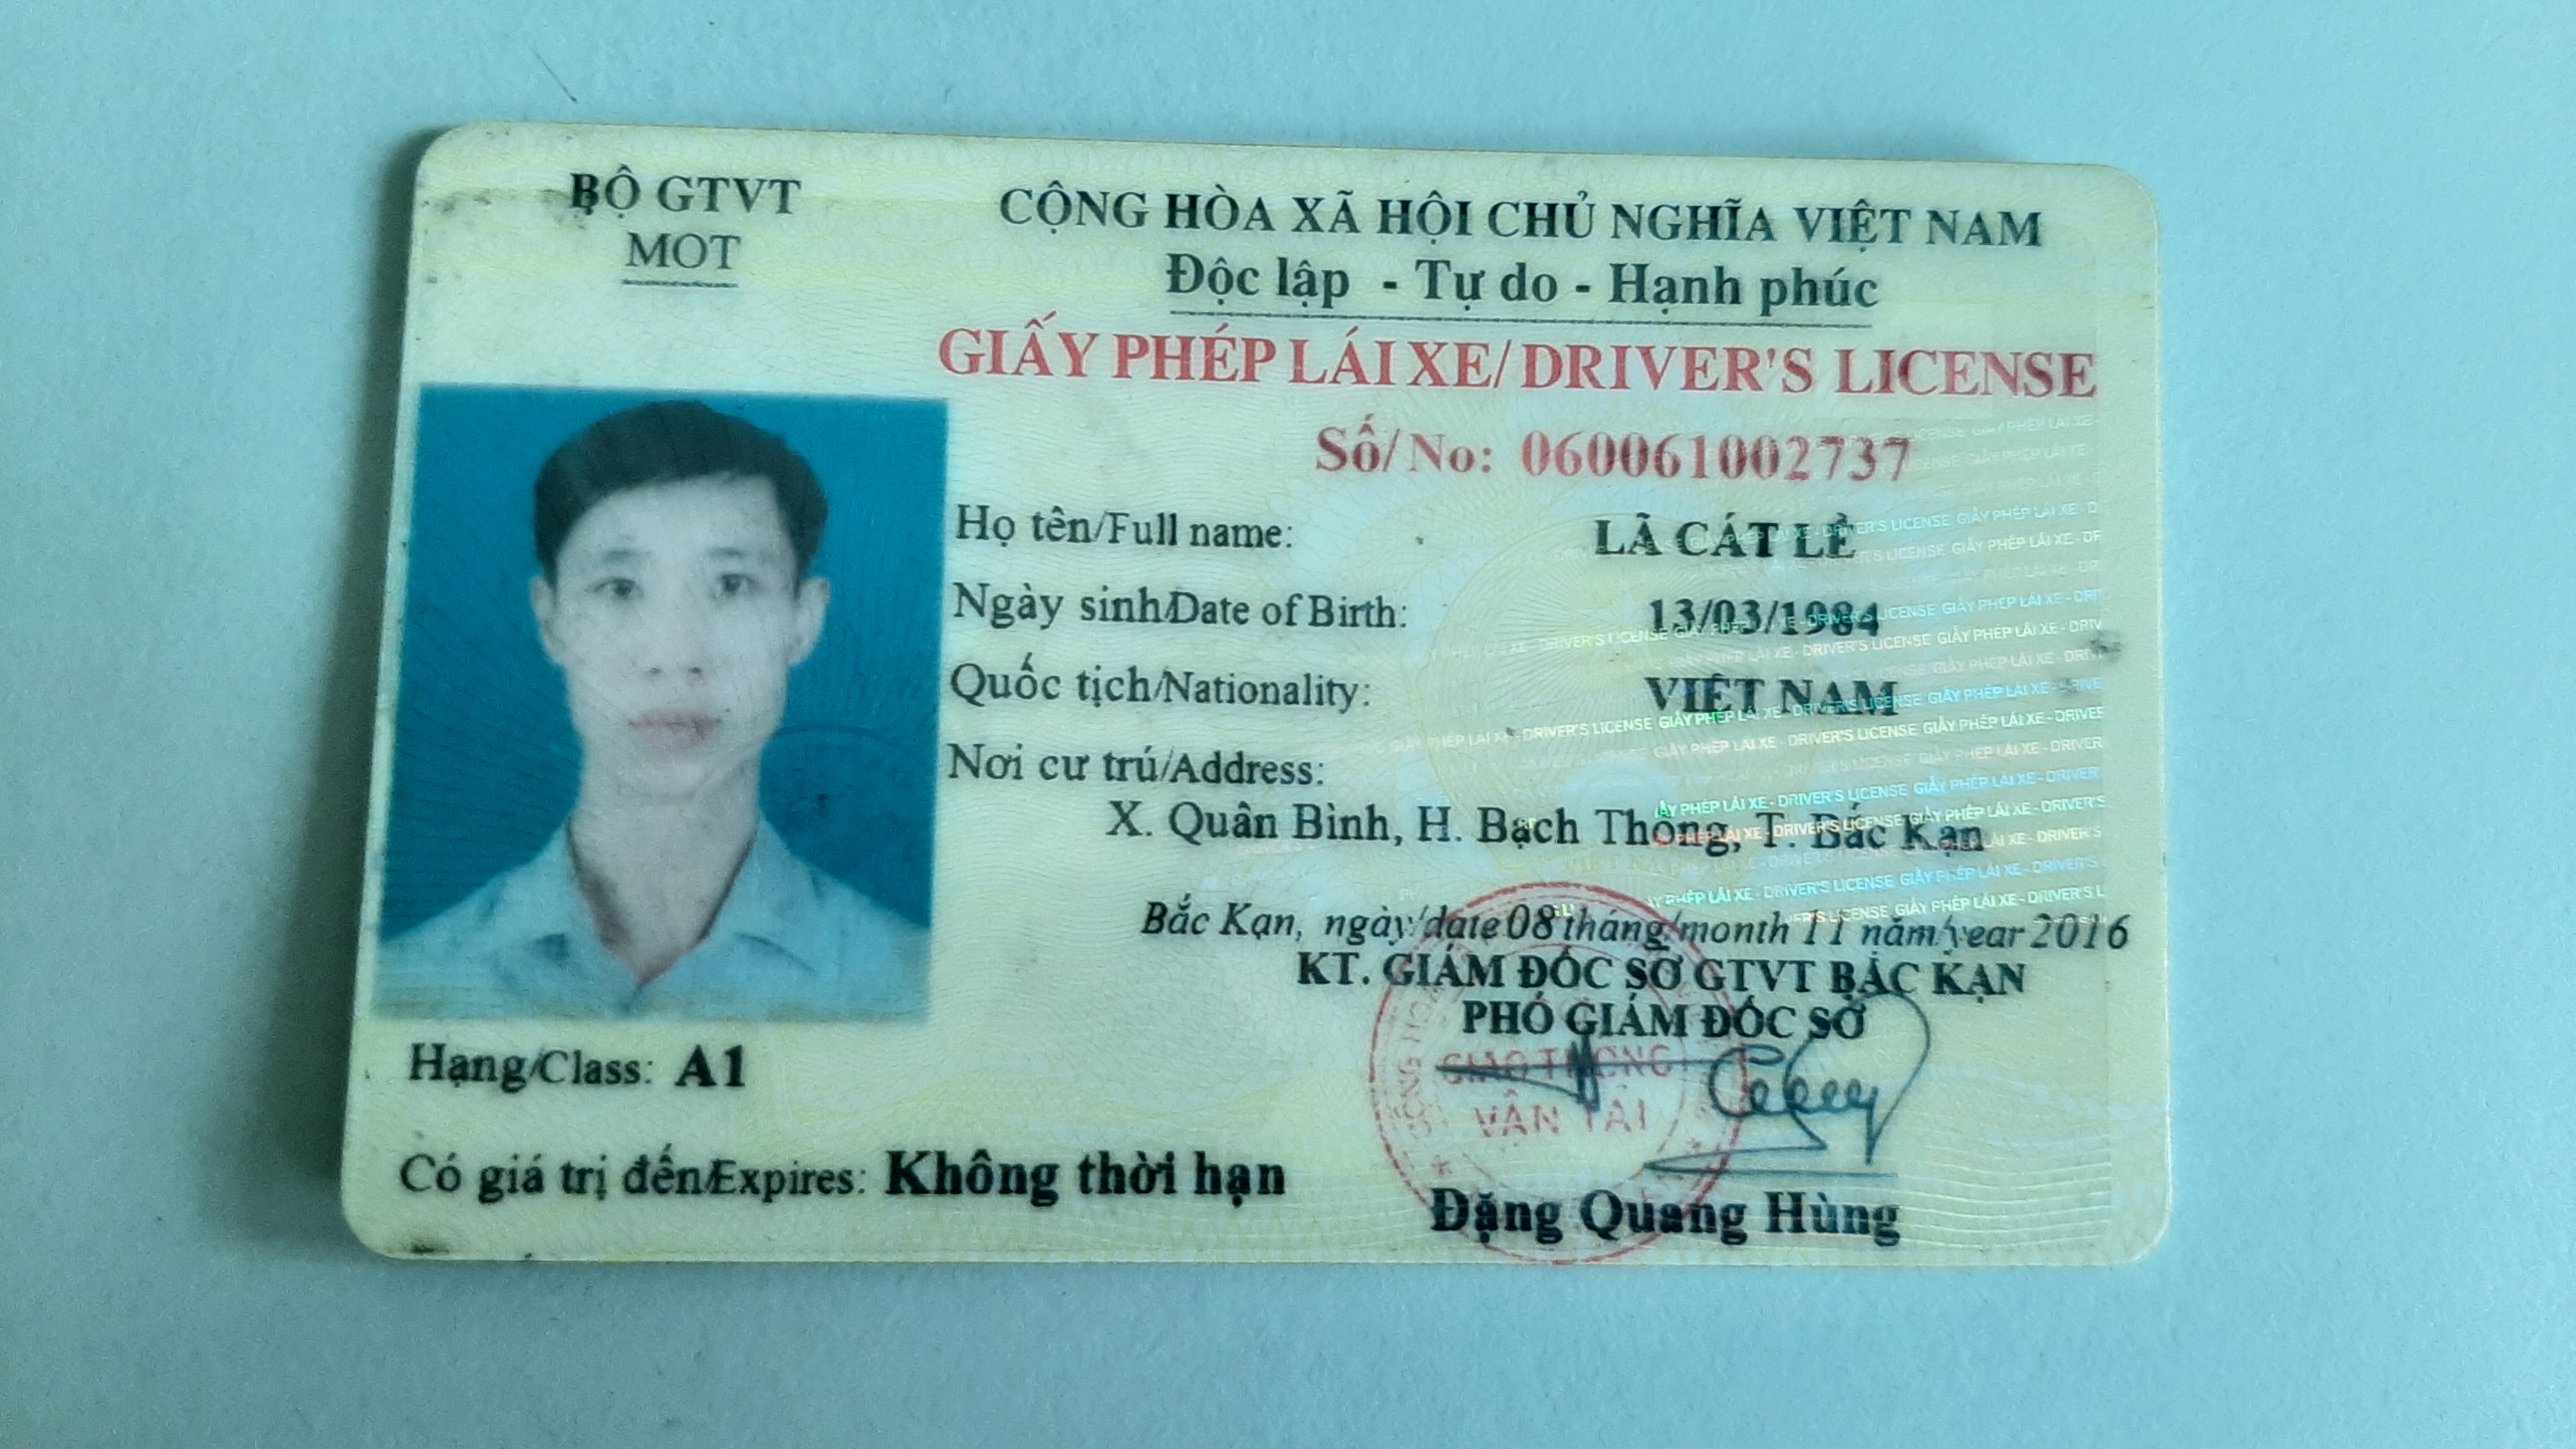 BỘ GTVT
MOT
CỘNG HÒA XÃ HỘI CHỦ NGHĨA VIỆT NAM
Độc lập - Tự do - Hạnh phúc
GIẤY PHÉP LÁI XE/DRIVER'S LICENSE
Số/No: 060061002737
Họ tên/Full name: LÃ CÁT LỂ
Ngày sinh/Date of Birth: 13/03/1984
Quốc tịch/Nationality: VIỆT NAM
Nơi cư trú/Address:
X. Quân Bình, H. Bạch Thông, T. Bắc Kạn
Bắc Kạn, ngày/date 08 tháng/month 11 năm/year 2016
KT. GIÁM ĐỐC SỞ GTVT BẮC KẠN
PHÓ GIÁM ĐỐC SỞ
GIAO THÔNG
VẬN TẢI
Hạng/Class: A1
Có giá trị đến/Expires: Không thời hạn
Đặng Quang Hùng